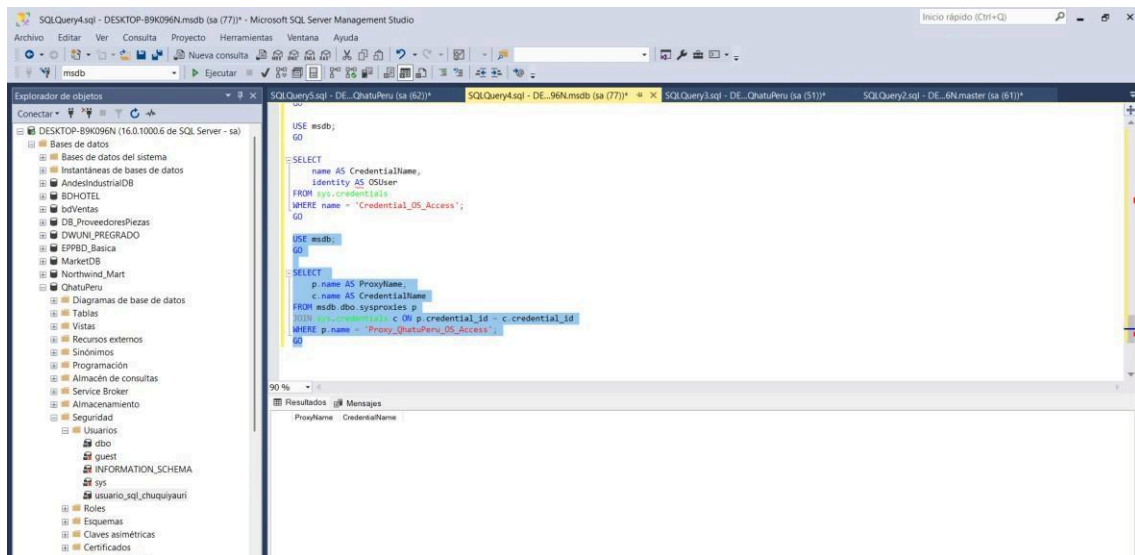 SQLQuery4.sql - DESKTOP-B9K096N.msdb (sa (77))* - Microsoft SQL Server Management Studio
Inicio rápido (Ctrl+Q)
Archivo Editar Ver Consulta Proyecto Herramientas Ventana Ayuda
Nueva consulta
msdb
Ejecutar
Explorador de objetos
Conectar
DESKTOP-B9K096N (16.0.1000.6 de SQL Server - sa)
Bases de datos
Bases de datos del sistema
Instantáneas de bases de datos
AndesIndustrialDB
BDHOTEL
bdVentas
DB_ProveedoresPiezas
DWUNI_PREGRADO
EPPBD_Basica
MarketDB
Northwind_Mart
QhatuPeru
Diagramas de base de datos
Tablas
Vistas
Recursos externos
Sinónimos
Programación
Almacén de consultas
Service Broker
Almacenamiento
Seguridad
Usuarios
dbo
guest
INFORMATION_SCHEMA
sys
usuario_sql_chuquiyauri
Roles
Esquemas
Claves asimétricas
Certificados
SQLQuery5.sql - DE...QhatuPeru (sa (62))*
SQLQuery4.sql - DE...96N.msdb (sa (77))*
SQLQuery3.sql - DE...QhatuPeru (sa (51))*
SQLQuery2.sql - DE...6N.master (sa (61))*
GO
USE msdb;
GO
SELECT
name AS CredentialName,
identity AS OSUser
FROM sys.credentials
WHERE name = 'Credential_OS_Access';
GO
USE msdb;
GO
SELECT
p.name AS ProxyName,
c.name AS CredentialName
FROM msdb.dbo.sysproxies p
JOIN sys.credentials c ON p.credential_id = c.credential_id
WHERE p.name = 'Proxy_QhatuPeru_OS_Access';
GO
90 %
Resultados Mensajes
ProxyName CredentialName